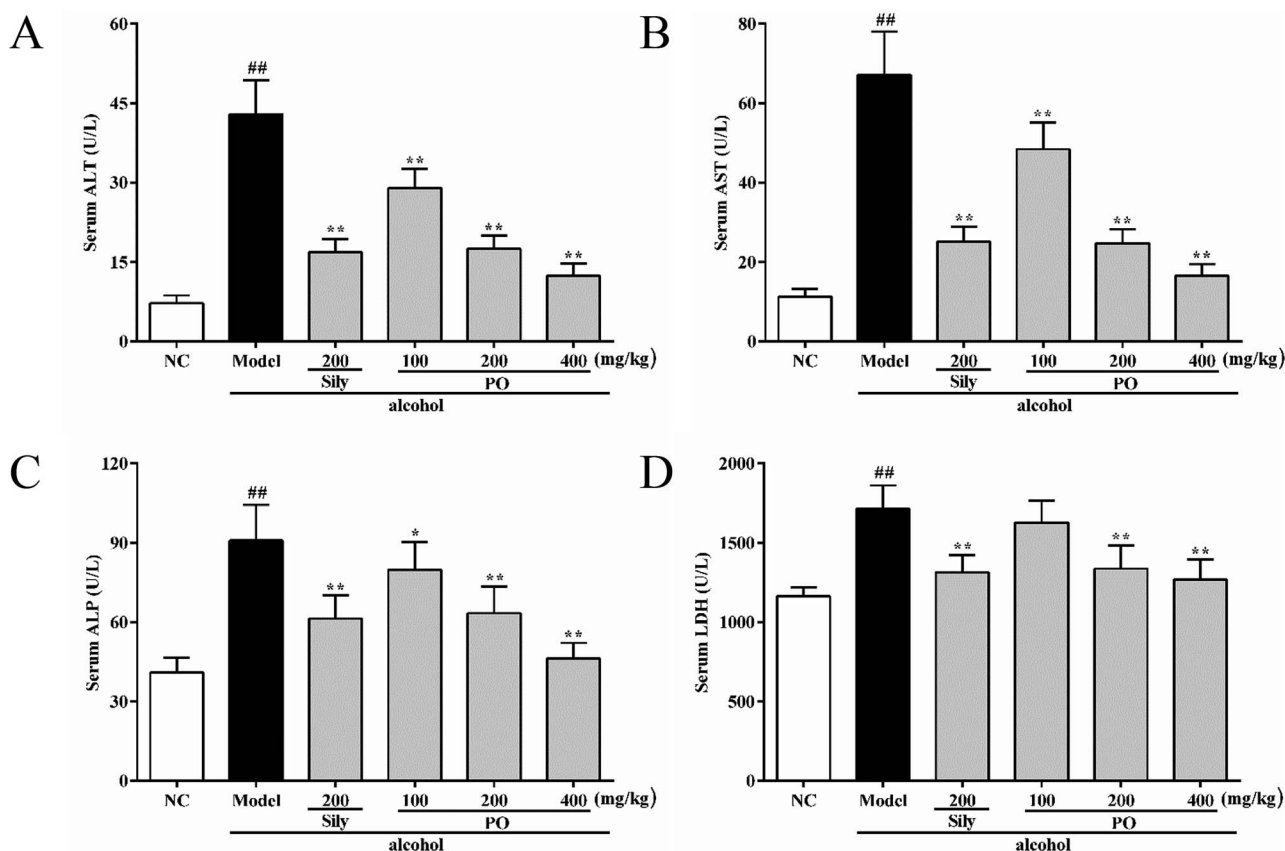 A
Serum ALT (U/L)
60
45
30
15
0
##
**
**
**
**
NC Model 200 100 200 400 (mg/kg)
Sily PO
alcohol
B
Serum AST (U/L)
80
60
40
20
0
##
**
**
**
**
NC Model 200 100 200 400 (mg/kg)
Sily PO
alcohol
C
Serum ALP (U/L)
120
90
60
30
0
##
**
*
**
**
NC Model 200 100 200 400 (mg/kg)
Sily PO
alcohol
D
Serum LDH (U/L)
2000
1500
1000
500
0
##
**
**
**
NC Model 200 100 200 400 (mg/kg)
Sily PO
alcohol